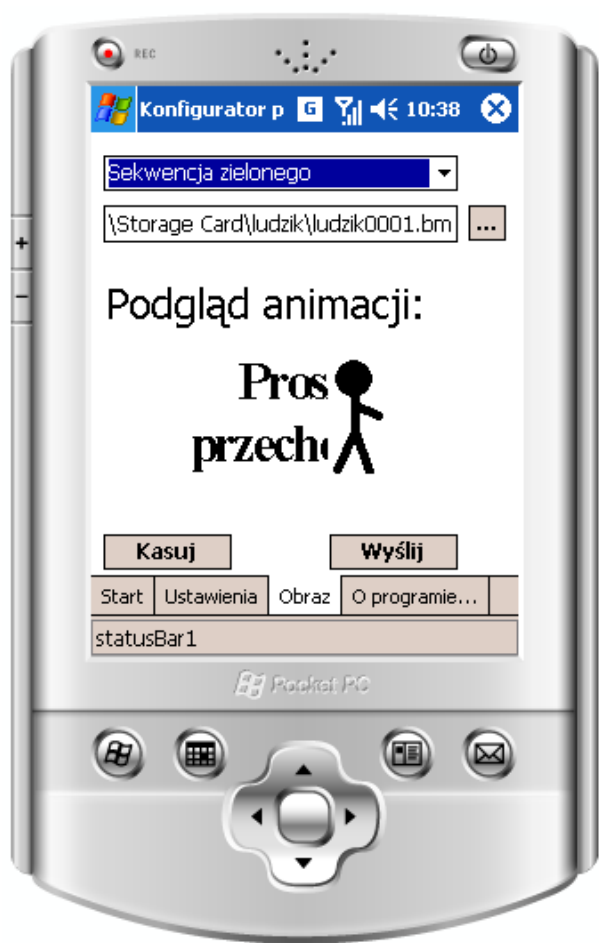 REC
Konfigurator p G 10:38
Sekwencja zielonego
\Storage Card\ludzik\ludzik0001.bm ...
Podgląd animacji:
Pros
przecho
Kasuj Wyślij
Start Ustawienia Obraz O programie...
statusBar1
Pocket PC